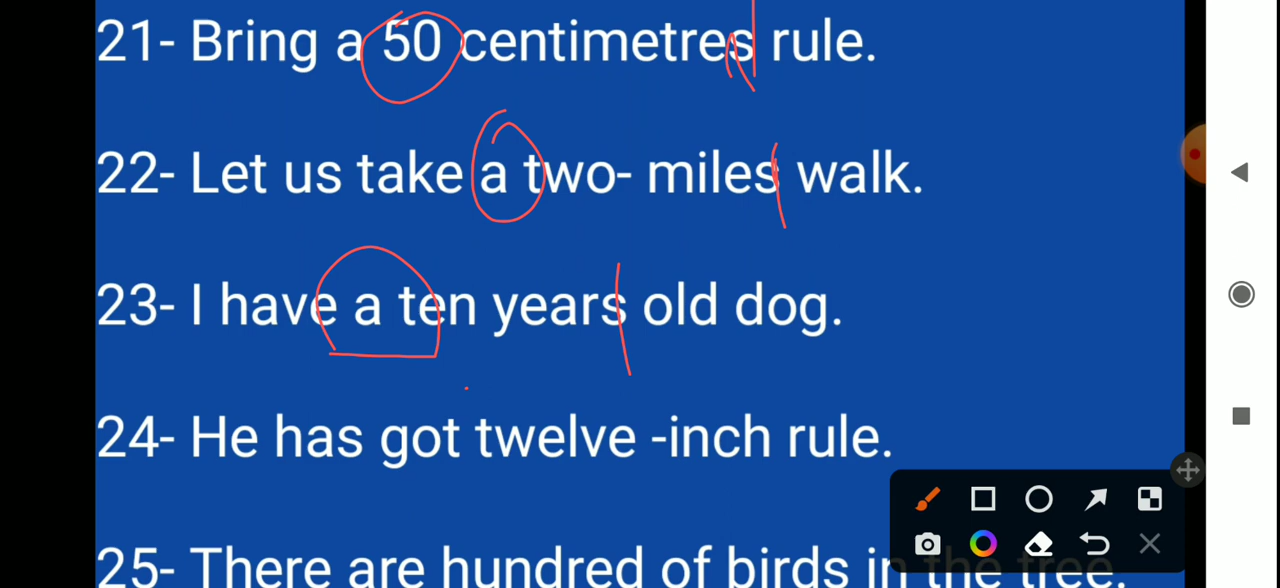 21- Bring a 50 centimetres rule.
22- Let us take a two- miles walk.
23- I have a ten years old dog.
24- He has got twelve -inch rule.
25- There are hundred of birds in the tree.